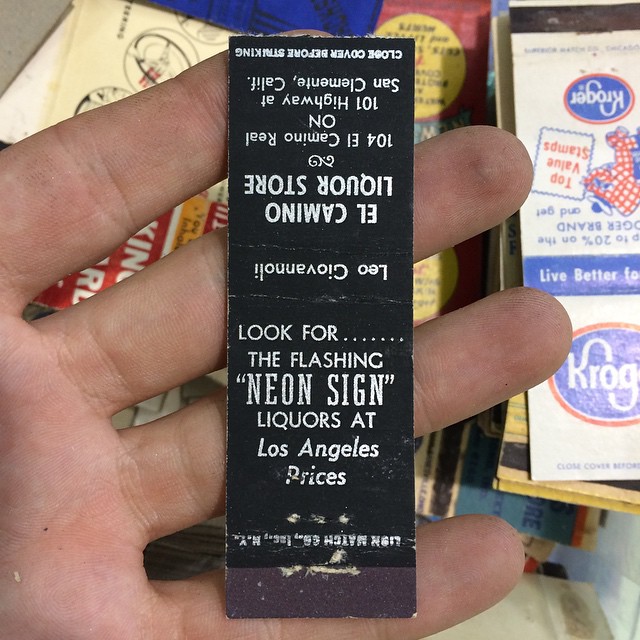 CLOSE COVER BEFORE STRIKING
San Clemente, Calif.
101 Highway at
ON
104 El Camino Real
LIQUOR STORE
EL CAMINO
Leo Giovannoli
LOOK FOR.......
THE FLASHING
"NEON SIGN"
LIQUORS AT
Los Angeles
Prices
LION MATCH CO., Inc., N.Y.
SUPERIOR MATCH CO., CHICAGO
Kroger
Top
Value
Stamps
and get
up to 20% on the
Live Better fo
Krog
CLOSE COVER BEFORE